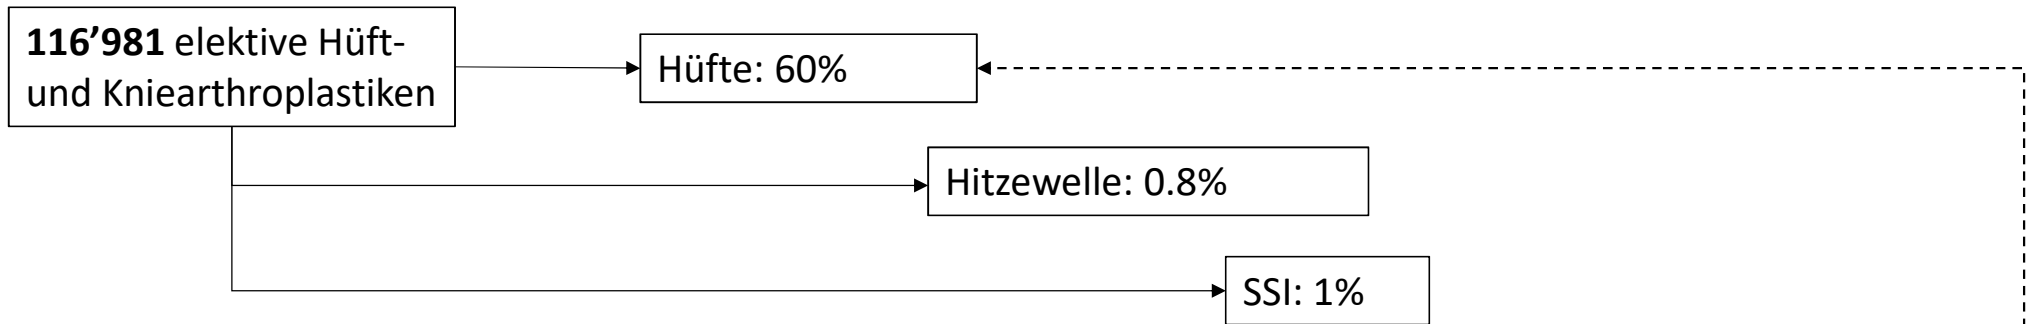 116’981 elektive Hüft-
und Kniearthroplastiken
Hüfte: 60%
Hitzewelle: 0.8%
SSI: 1%